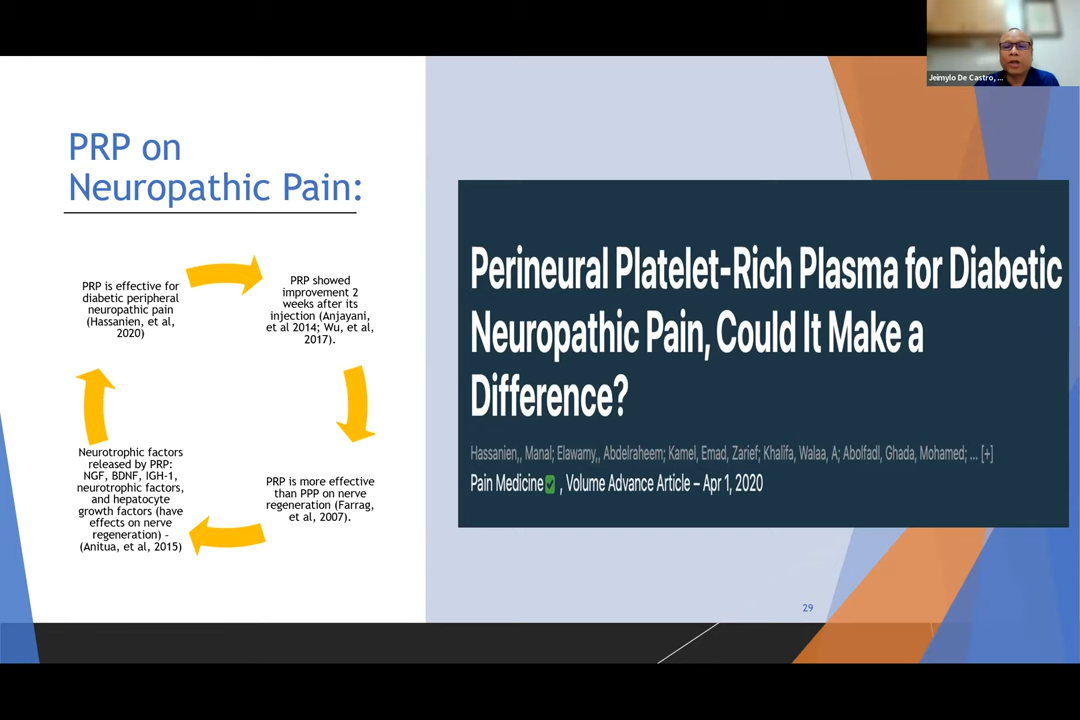 Jeimylo De Castro, ...
PRP on
Neuropathic Pain:
PRP is effective for
diabetic peripheral
neuropathic pain
(Hassanien, et al,
2020)
PRP showed
improvement 2
weeks after its
injection (Anjayani,
et al 2014; Wu, et al,
2017).
PRP is more effective
than PPP on nerve
regeneration (Farrag,
et al, 2007).
Neurotrophic factors
released by PRP:
NGF, BDNF, IGH-1,
neurotrophic factors,
and hepatocyte
growth factors (have
effects on nerve
regeneration) -
(Anitua, et al, 2015)
Perineural Platelet-Rich Plasma for Diabetic
Neuropathic Pain, Could It Make a
Difference?
Hassanien,, Manal; Elawamy,, Abdelraheem; Kamel, Emad, Zarief; Khalifa, Walaa, A; Abolfadl, Ghada, Mohamed; ... [+]
Pain Medicine , Volume Advance Article – Apr 1, 2020
29